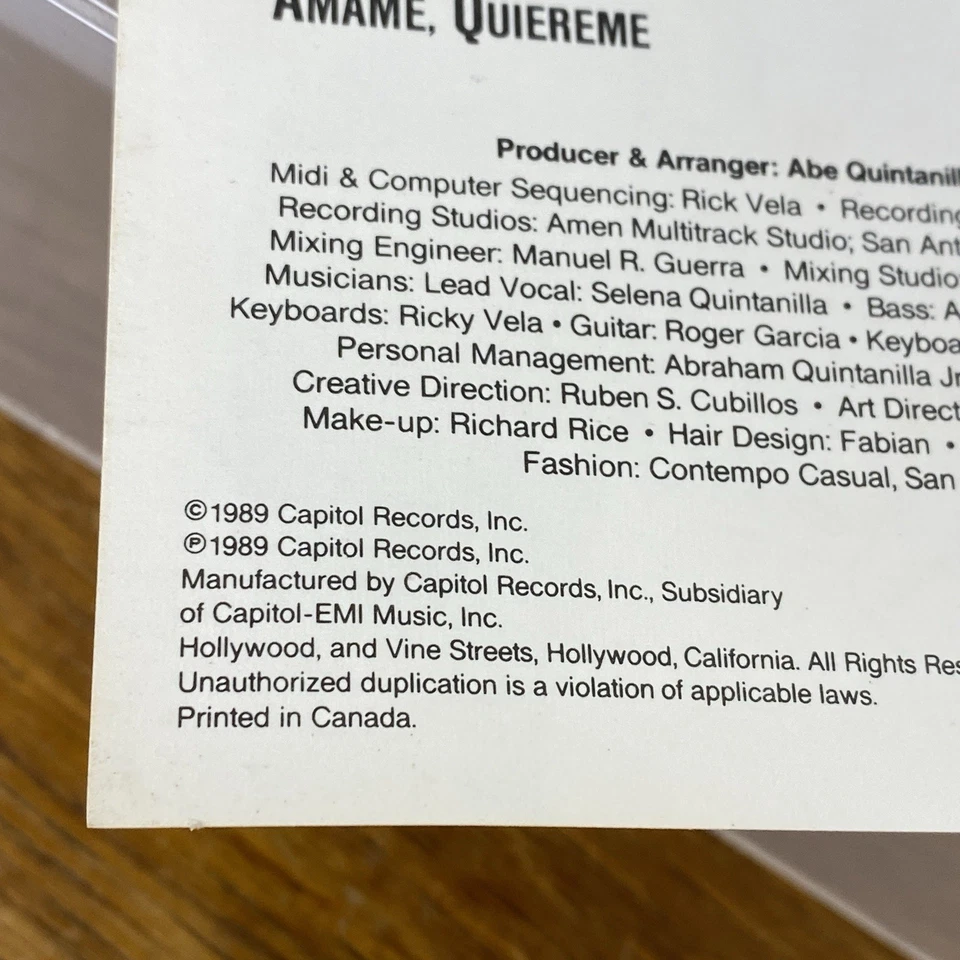 AMAME, QUIEREME
Producer & Arranger: Abe Quintanill
Midi & Computer Sequencing: Rick Vela • Recording
Recording Studios: Amen Multitrack Studio; San Ant
Mixing Engineer: Manuel R. Guerra • Mixing Studio
Musicians: Lead Vocal: Selena Quintanilla • Bass: A
Keyboards: Ricky Vela • Guitar: Roger Garcia • Keyboa
Personal Management: Abraham Quintanilla Jr
Creative Direction: Ruben S. Cubillos • Art Direct
Make-up: Richard Rice • Hair Design: Fabian •
Fashion: Contempo Casual, San
©1989 Capitol Records, Inc.
℗1989 Capitol Records, Inc.
Manufactured by Capitol Records, Inc., Subsidiary
of Capitol-EMI Music, Inc.
Hollywood, and Vine Streets, Hollywood, California. All Rights Res
Unauthorized duplication is a violation of applicable laws.
Printed in Canada.